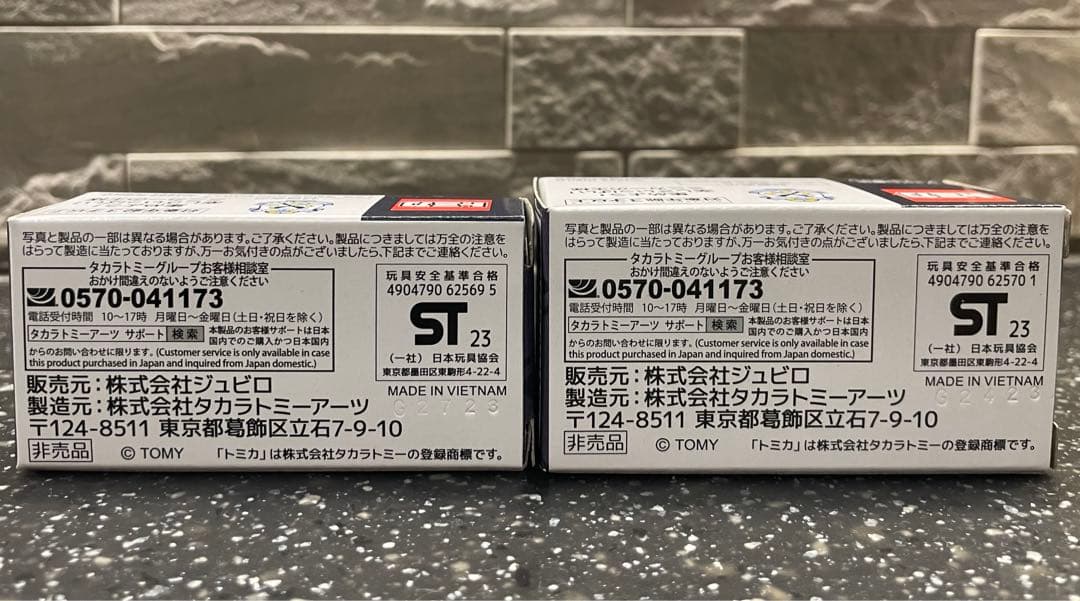 写真と製品の一部は異なる場合があります。ご了承ください。製品につきましては万全の注意を
はらって製造に当たっておりますが、万一お気付きの点がございましたら、下記までご連絡ください。
タカラトミーグループお客様相談室
おかけ間違えのないようご注意ください
0570-041173
電話受付時間 10～17時 月曜日～金曜日(土日・祝日を除く)
タカラトミーアーツ サポート 検索 本製品のお客様サポートは日本
国内でのご購入かつ日本国内
からのお問い合わせに限ります。(Customer service is only available in case
this product purchased in Japan and inquired from Japan domestic.)
玩具安全基準合格
4904790 62569 5
ST 23
(一社) 日本玩具協会
東京都墨田区東駒形4-22-4
MADE IN VIETNAM
G2723
販売元：株式会社ジュビロ
製造元：株式会社タカラトミーアーツ
〒124-8511 東京都葛飾区立石7-9-10
非売品 © TOMY 「トミカ」は株式会社タカラトミーの登録商標です。
写真と製品の一部は異なる場合があります。ご了承ください。製品につきましては万全の注意を
はらって製造に当たっておりますが、万一お気付きの点がございましたら、下記までご連絡ください。
タカラトミーグループお客様相談室
おかけ間違えのないようご注意ください
0570-041173
電話受付時間 10～17時 月曜日～金曜日(土日・祝日を除く)
タカラトミーアーツ サポート 検索 本製品のお客様サポートは日本
国内でのご購入かつ日本国内
からのお問い合わせに限ります。(Customer service is only available in case
this product purchased in Japan and inquired from Japan domestic.)
玩具安全基準合格
4904790 62570 1
ST 23
(一社) 日本玩具協会
東京都墨田区東駒形4-22-4
MADE IN VIETNAM
G2423
販売元：株式会社ジュビロ
製造元：株式会社タカラトミーアーツ
〒124-8511 東京都葛飾区立石7-9-10
非売品 © TOMY 「トミカ」は株式会社タカラトミーの登録商標です。